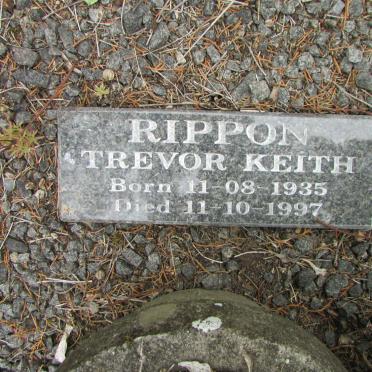 RIPPON
TREVOR KEITH
Born 11-08 1935
Died 11-10-1997